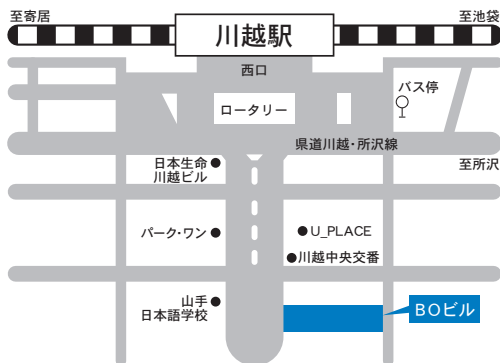 至寄居
川越駅
至池袋
西口
バス停
ロータリー
県道川越・所沢線
日本生命
川越ビル
至所沢
パーク・ワン
U_PLACE
川越中央交番
山手
日本語学校
BOビル